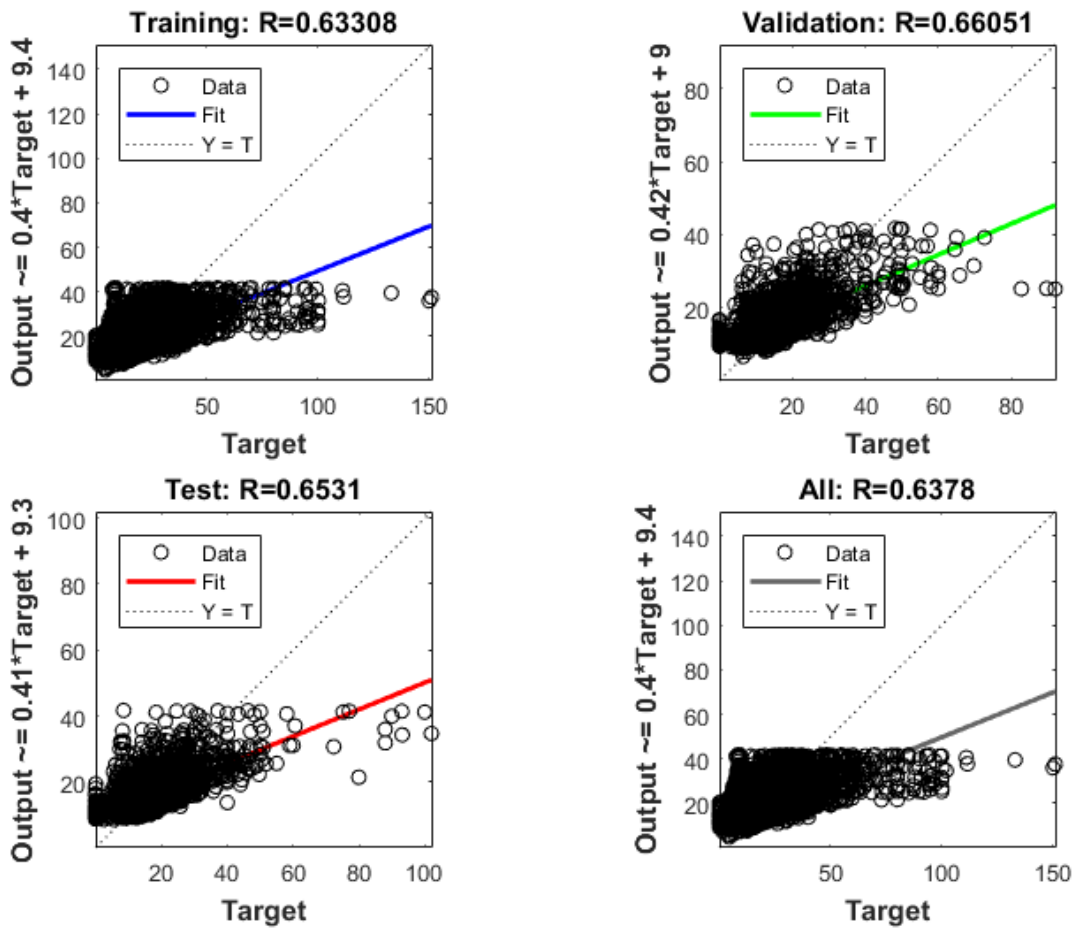 Training: R=0.63308
Output ~= 0.4*Target + 9.4
140
120
100
80
60
40
20
Data
Fit
Y = T
50
100
150
Target
Validation: R=0.66051
Output ~= 0.42*Target + 9
80
60
40
20
Data
Fit
Y = T
20
40
60
80
Target
Test: R=0.6531
Output ~= 0.41*Target + 9.3
100
80
60
40
20
Data
Fit
Y = T
20
40
60
80
100
Target
All: R=0.6378
Output ~= 0.4*Target + 9.4
140
120
100
80
60
40
20
Data
Fit
Y = T
50
100
150
Target